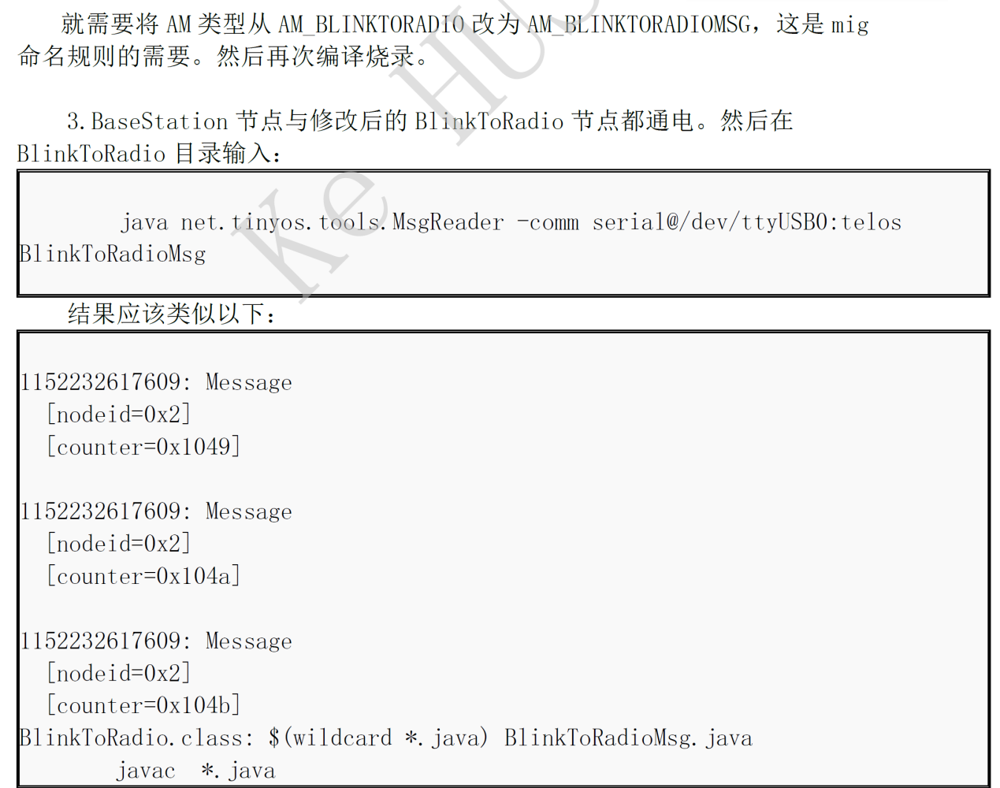 就需要将 AM 类型从 AM_BLINKTORADIO 改为 AM_BLINKTORADIOMSG，这是 mig
命名规则的需要。然后再次编译烧录。
3.BaseStation 节点与修改后的 BlinkToRadio 节点都通电。然后在
BlinkToRadio 目录输入：
java net.tinyos.tools.MsgReader -comm serial@/dev/ttyUSB0:telos
BlinkToRadioMsg
结果应该类似以下：
1152232617609: Message
[nodeid=0x2]
[counter=0x1049]
1152232617609: Message
[nodeid=0x2]
[counter=0x104a]
1152232617609: Message
[nodeid=0x2]
[counter=0x104b]
BlinkToRadio.class: $(wildcard *.java) BlinkToRadioMsg.java
javac  *.java
Ke